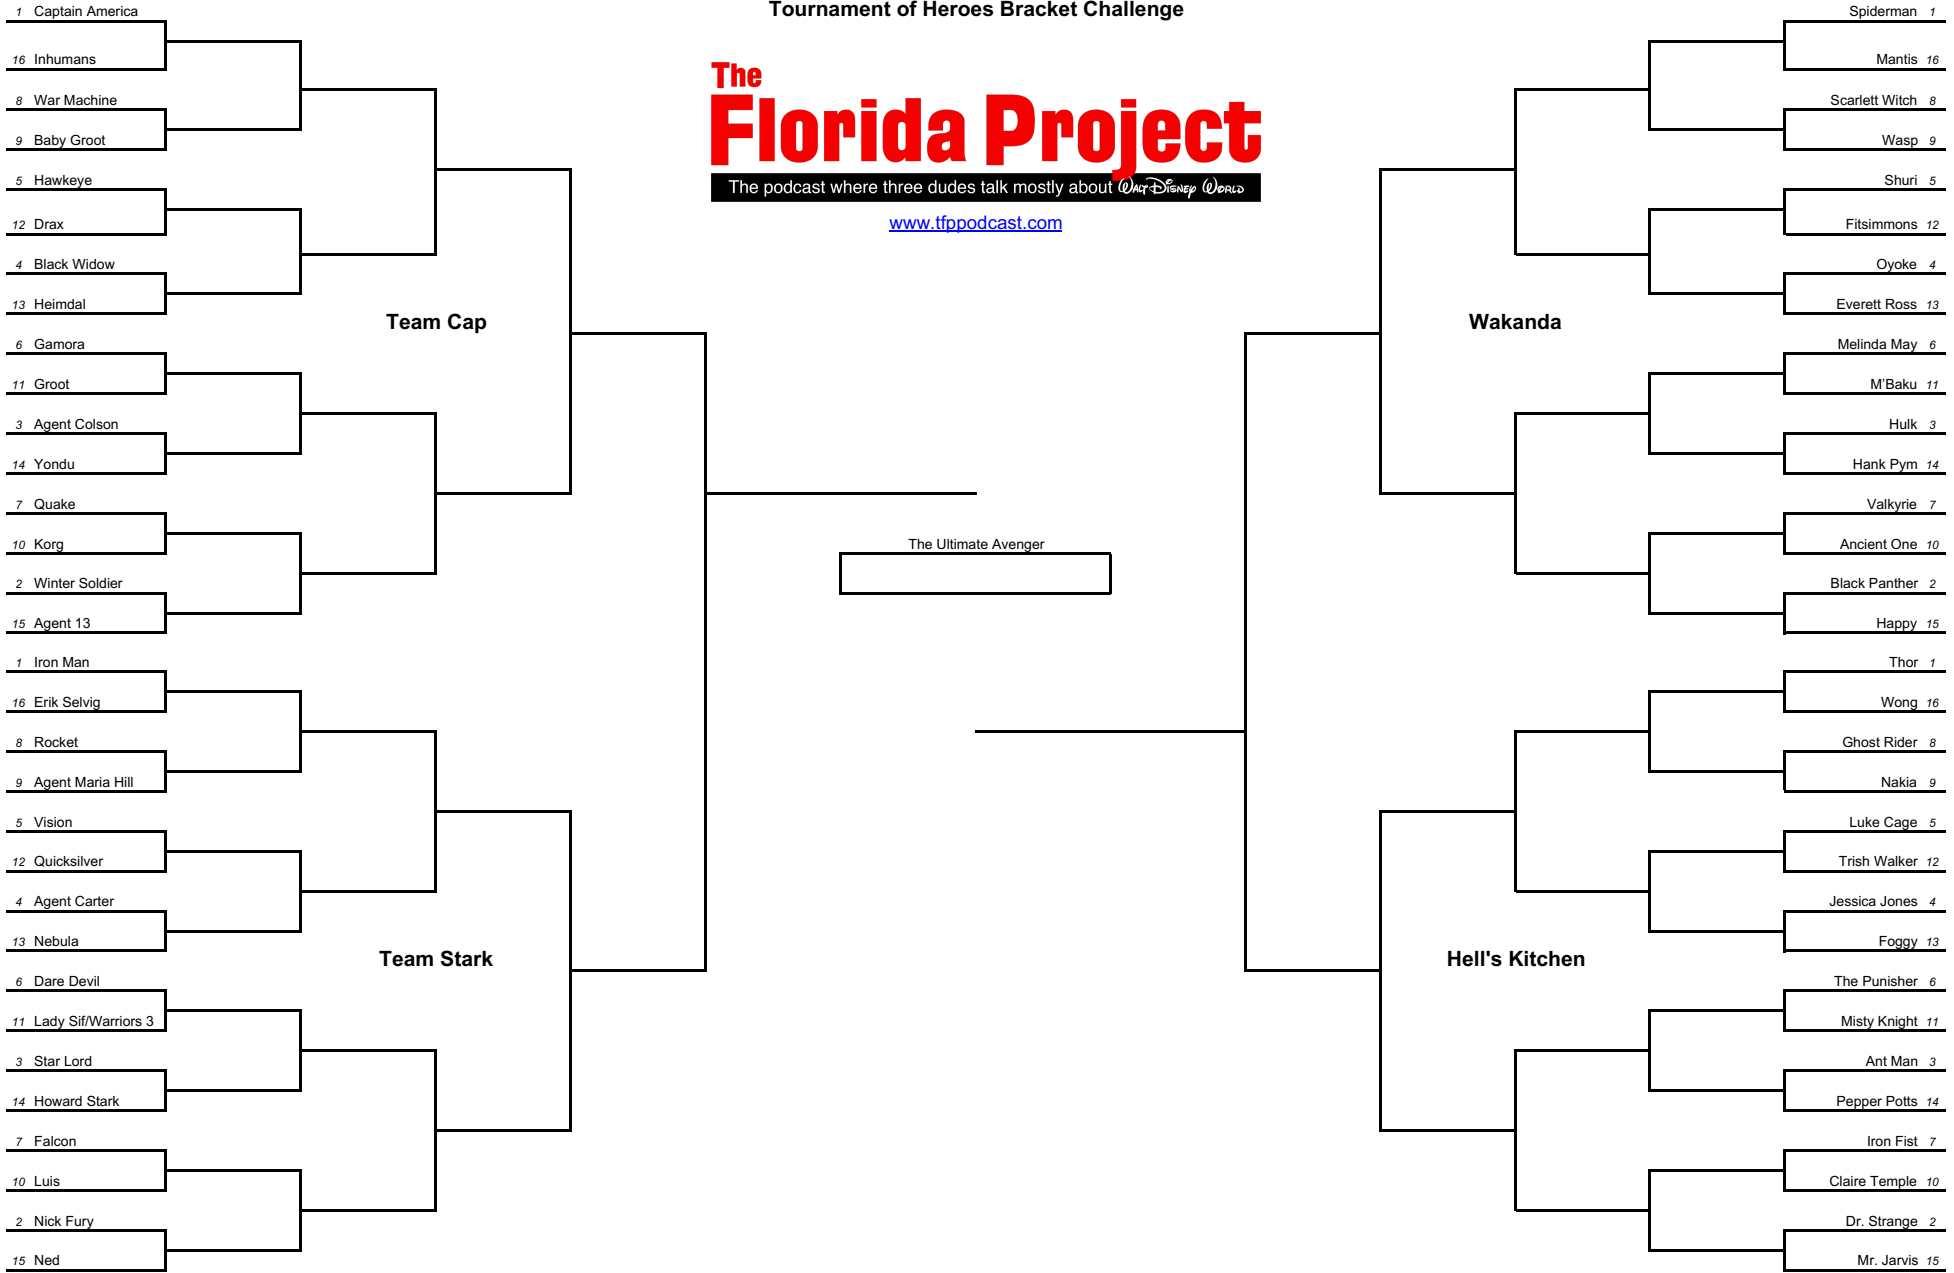 Tournament of Heroes Bracket Challenge
The
Florida Project
The podcast where three dudes talk mostly about Walt Disney World
www.tfppodcast.com
1 Captain America
16 Inhumans
8 War Machine
9 Baby Groot
5 Hawkeye
12 Drax
4 Black Widow
13 Heimdal
Team Cap
6 Gamora
11 Groot
3 Agent Colson
14 Yondu
7 Quake
10 Korg
2 Winter Soldier
15 Agent 13
1 Iron Man
16 Erik Selvig
8 Rocket
9 Agent Maria Hill
5 Vision
12 Quicksilver
4 Agent Carter
13 Nebula
Team Stark
6 Dare Devil
11 Lady Sif/Warriors 3
3 Star Lord
14 Howard Stark
7 Falcon
10 Luis
2 Nick Fury
15 Ned
The Ultimate Avenger
Spiderman 1
Mantis 16
Scarlett Witch 8
Wasp 9
Shuri 5
Fitsimmons 12
Oyoke 4
Everett Ross 13
Wakanda
Melinda May 6
M'Baku 11
Hulk 3
Hank Pym 14
Valkyrie 7
Ancient One 10
Black Panther 2
Happy 15
Thor 1
Wong 16
Ghost Rider 8
Nakia 9
Luke Cage 5
Trish Walker 12
Jessica Jones 4
Foggy 13
Hell's Kitchen
The Punisher 6
Misty Knight 11
Ant Man 3
Pepper Potts 14
Iron Fist 7
Claire Temple 10
Dr. Strange 2
Mr. Jarvis 15